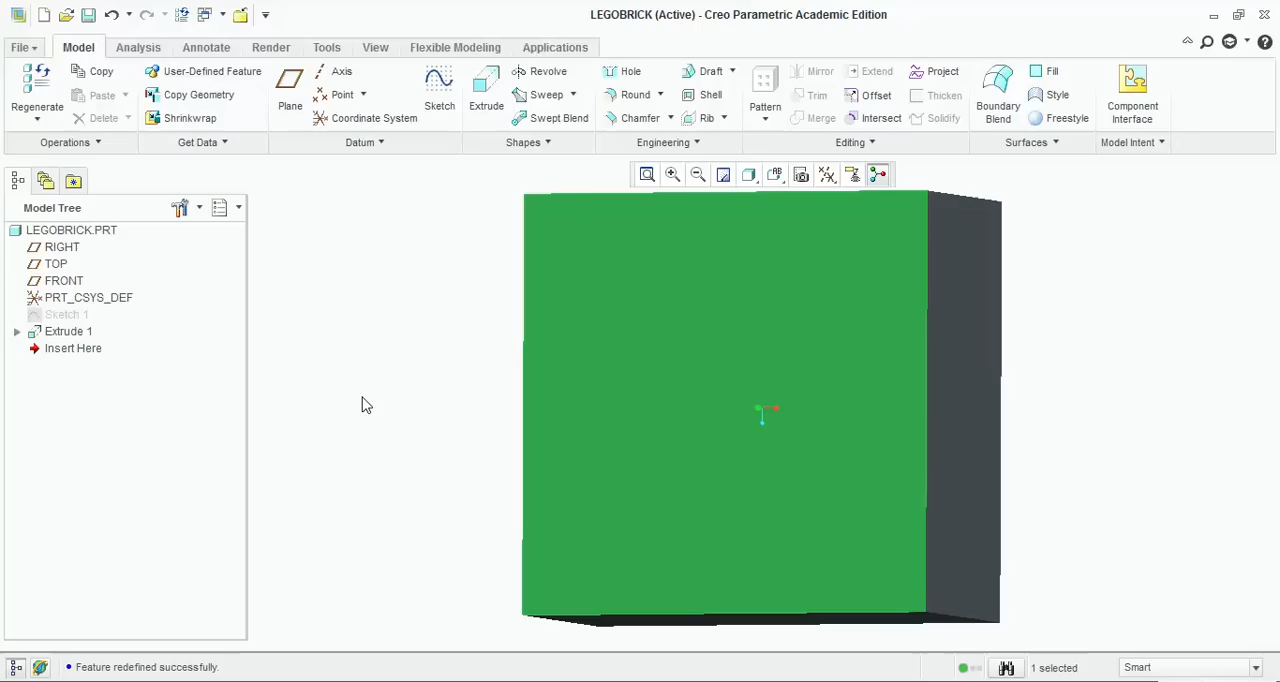 LEGOBRICK (Active) - Creo Parametric Academic Edition
File Model Analysis Annotate Render Tools View Flexible Modeling Applications
Regenerate Copy Paste Delete
User-Defined Feature Copy Geometry Shrinkwrap
Plane Axis Point Coordinate System Sketch
Extrude Revolve Sweep Swept Blend
Hole Round Chamfer Draft Shell Rib
Pattern Mirror Trim Merge Extend Offset Intersect Project Thicken Solidify
Boundary Blend Fill Style Freestyle
Component Interface
Operations Get Data Datum Shapes Engineering Editing Surfaces Model Intent
Model Tree
LEGOBRICK.PRT
RIGHT
TOP
FRONT
PRT_CSYS_DEF
Sketch 1
Extrude 1
Insert Here
Feature redefined successfully. 1 selected Smart